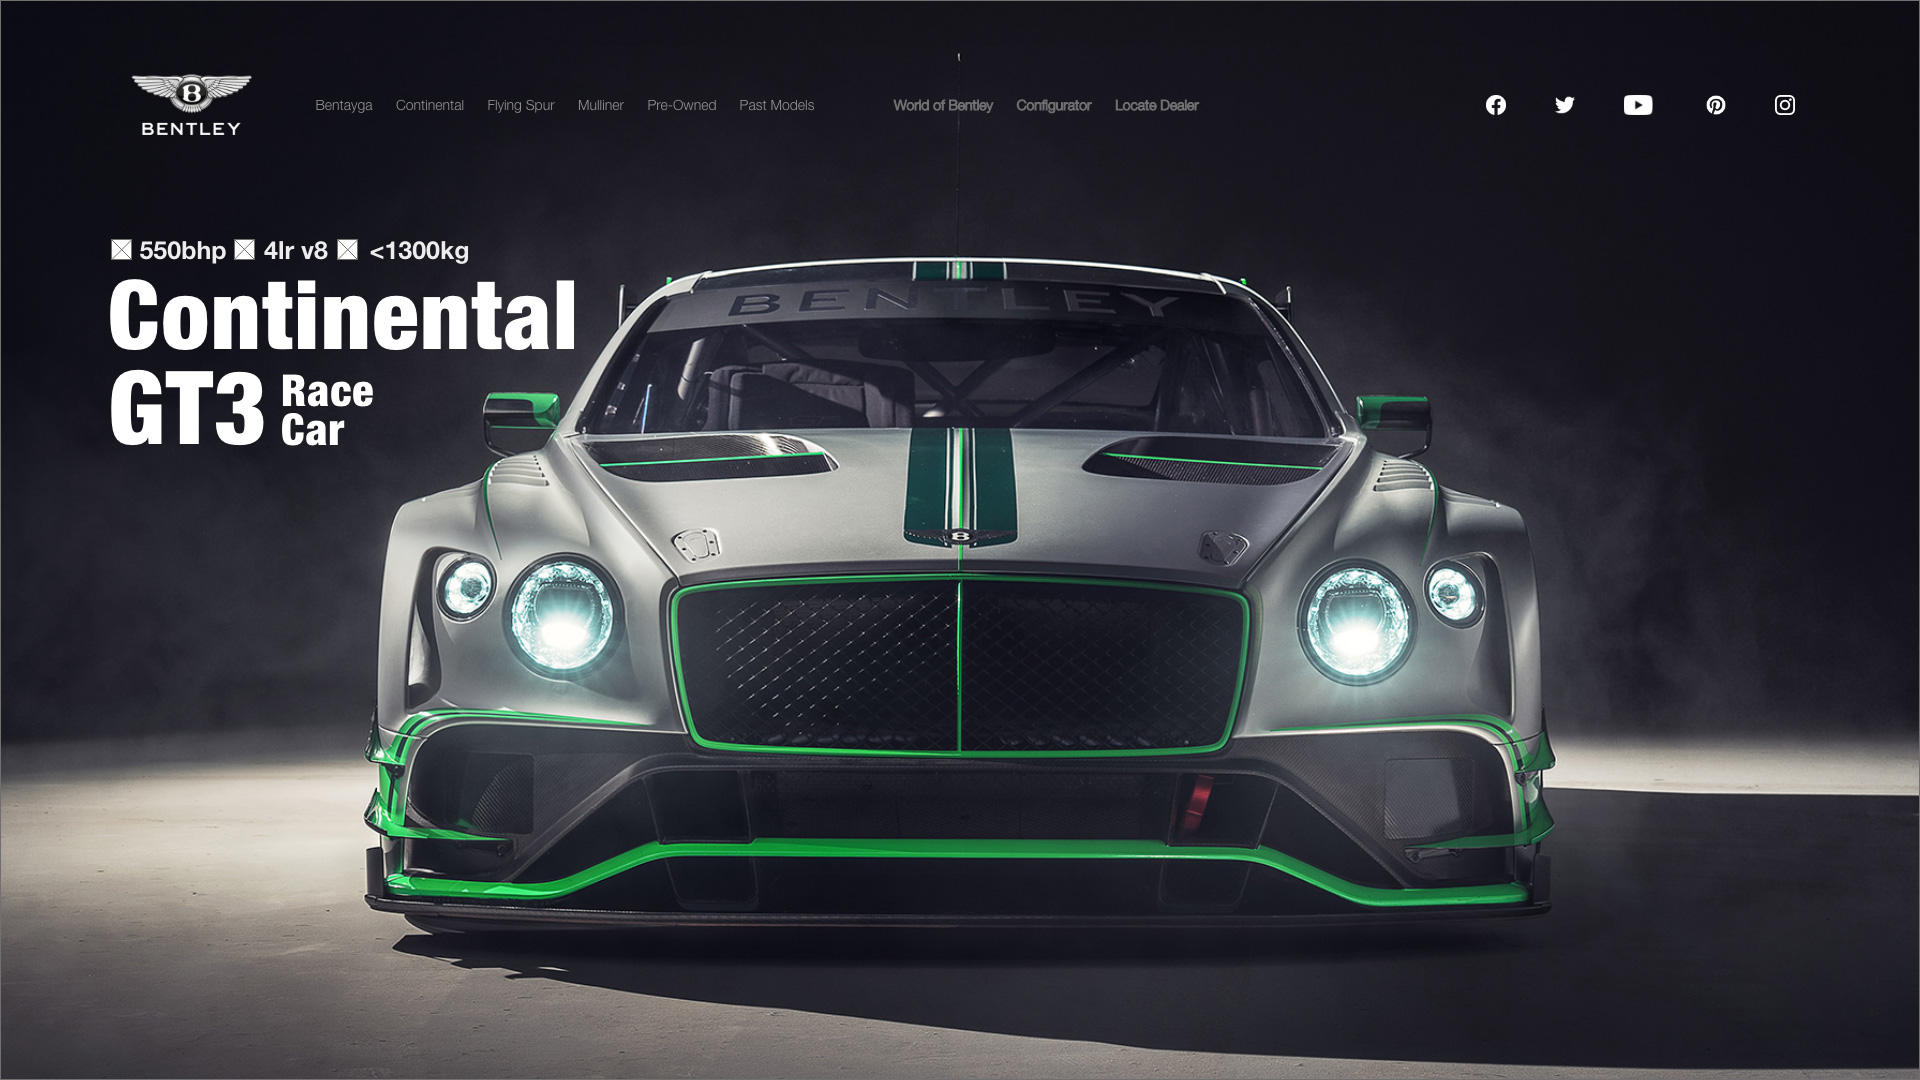 BENTLEY
Bentayga Continental Flying Spur Mulliner Pre-Owned Past Models World of Bentley Configurator Locate Dealer
550bhp 4lr v8 <1300kg
Continental
GT3 Race
Car
BENTLEY
B